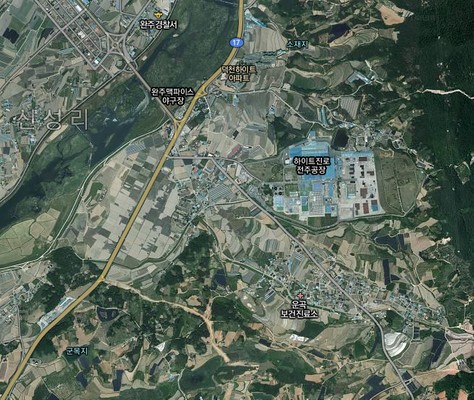 완주경찰서
17
소재지
덕천하이트
아파트
완주맥파이스
야구장
신성리
하이트진로
전주공장
운곡
보건진료소
군목지